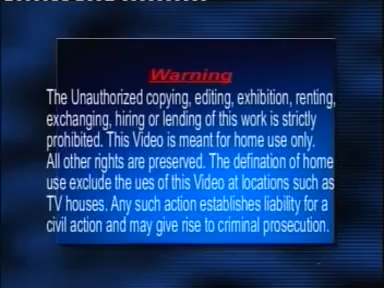 Warning
The Unauthorized copying, editing, exhibition, renting,
exchanging, hiring or lending of this work is strictly
prohibited. This Video is meant for home use only.
All other rights are preserved. The defination of home
use exclude the ues of this Video at locations such as
TV houses. Any such action establishes liability for a
civil action and may give rise to criminal prosecution.